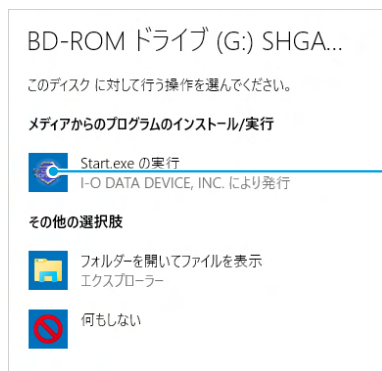 BD-ROM ドライブ (G:) SHGA...
このディスク に対して行う操作を選んでください。
メディアからのプログラムのインストール/実行
Start.exe の実行
I-O DATA DEVICE, INC. により発行
その他の選択肢
フォルダーを開いてファイルを表示
エクスプローラー
何もしない